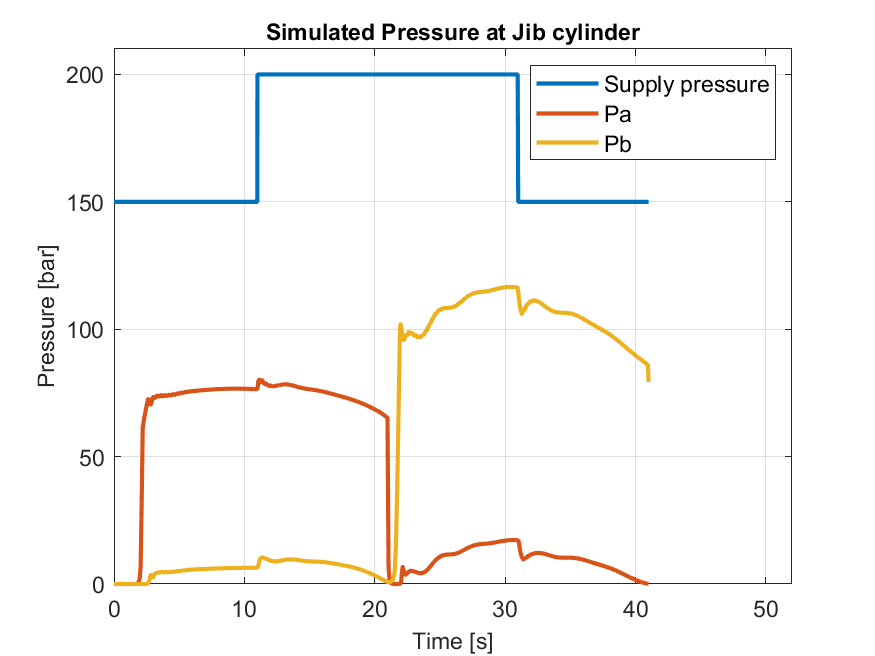 Simulated Pressure at Jib cylinder
200
150
100
50
0
Pressure [bar]
Supply pressure
Pa
Pb
0 10 20 30 40 50
Time [s]